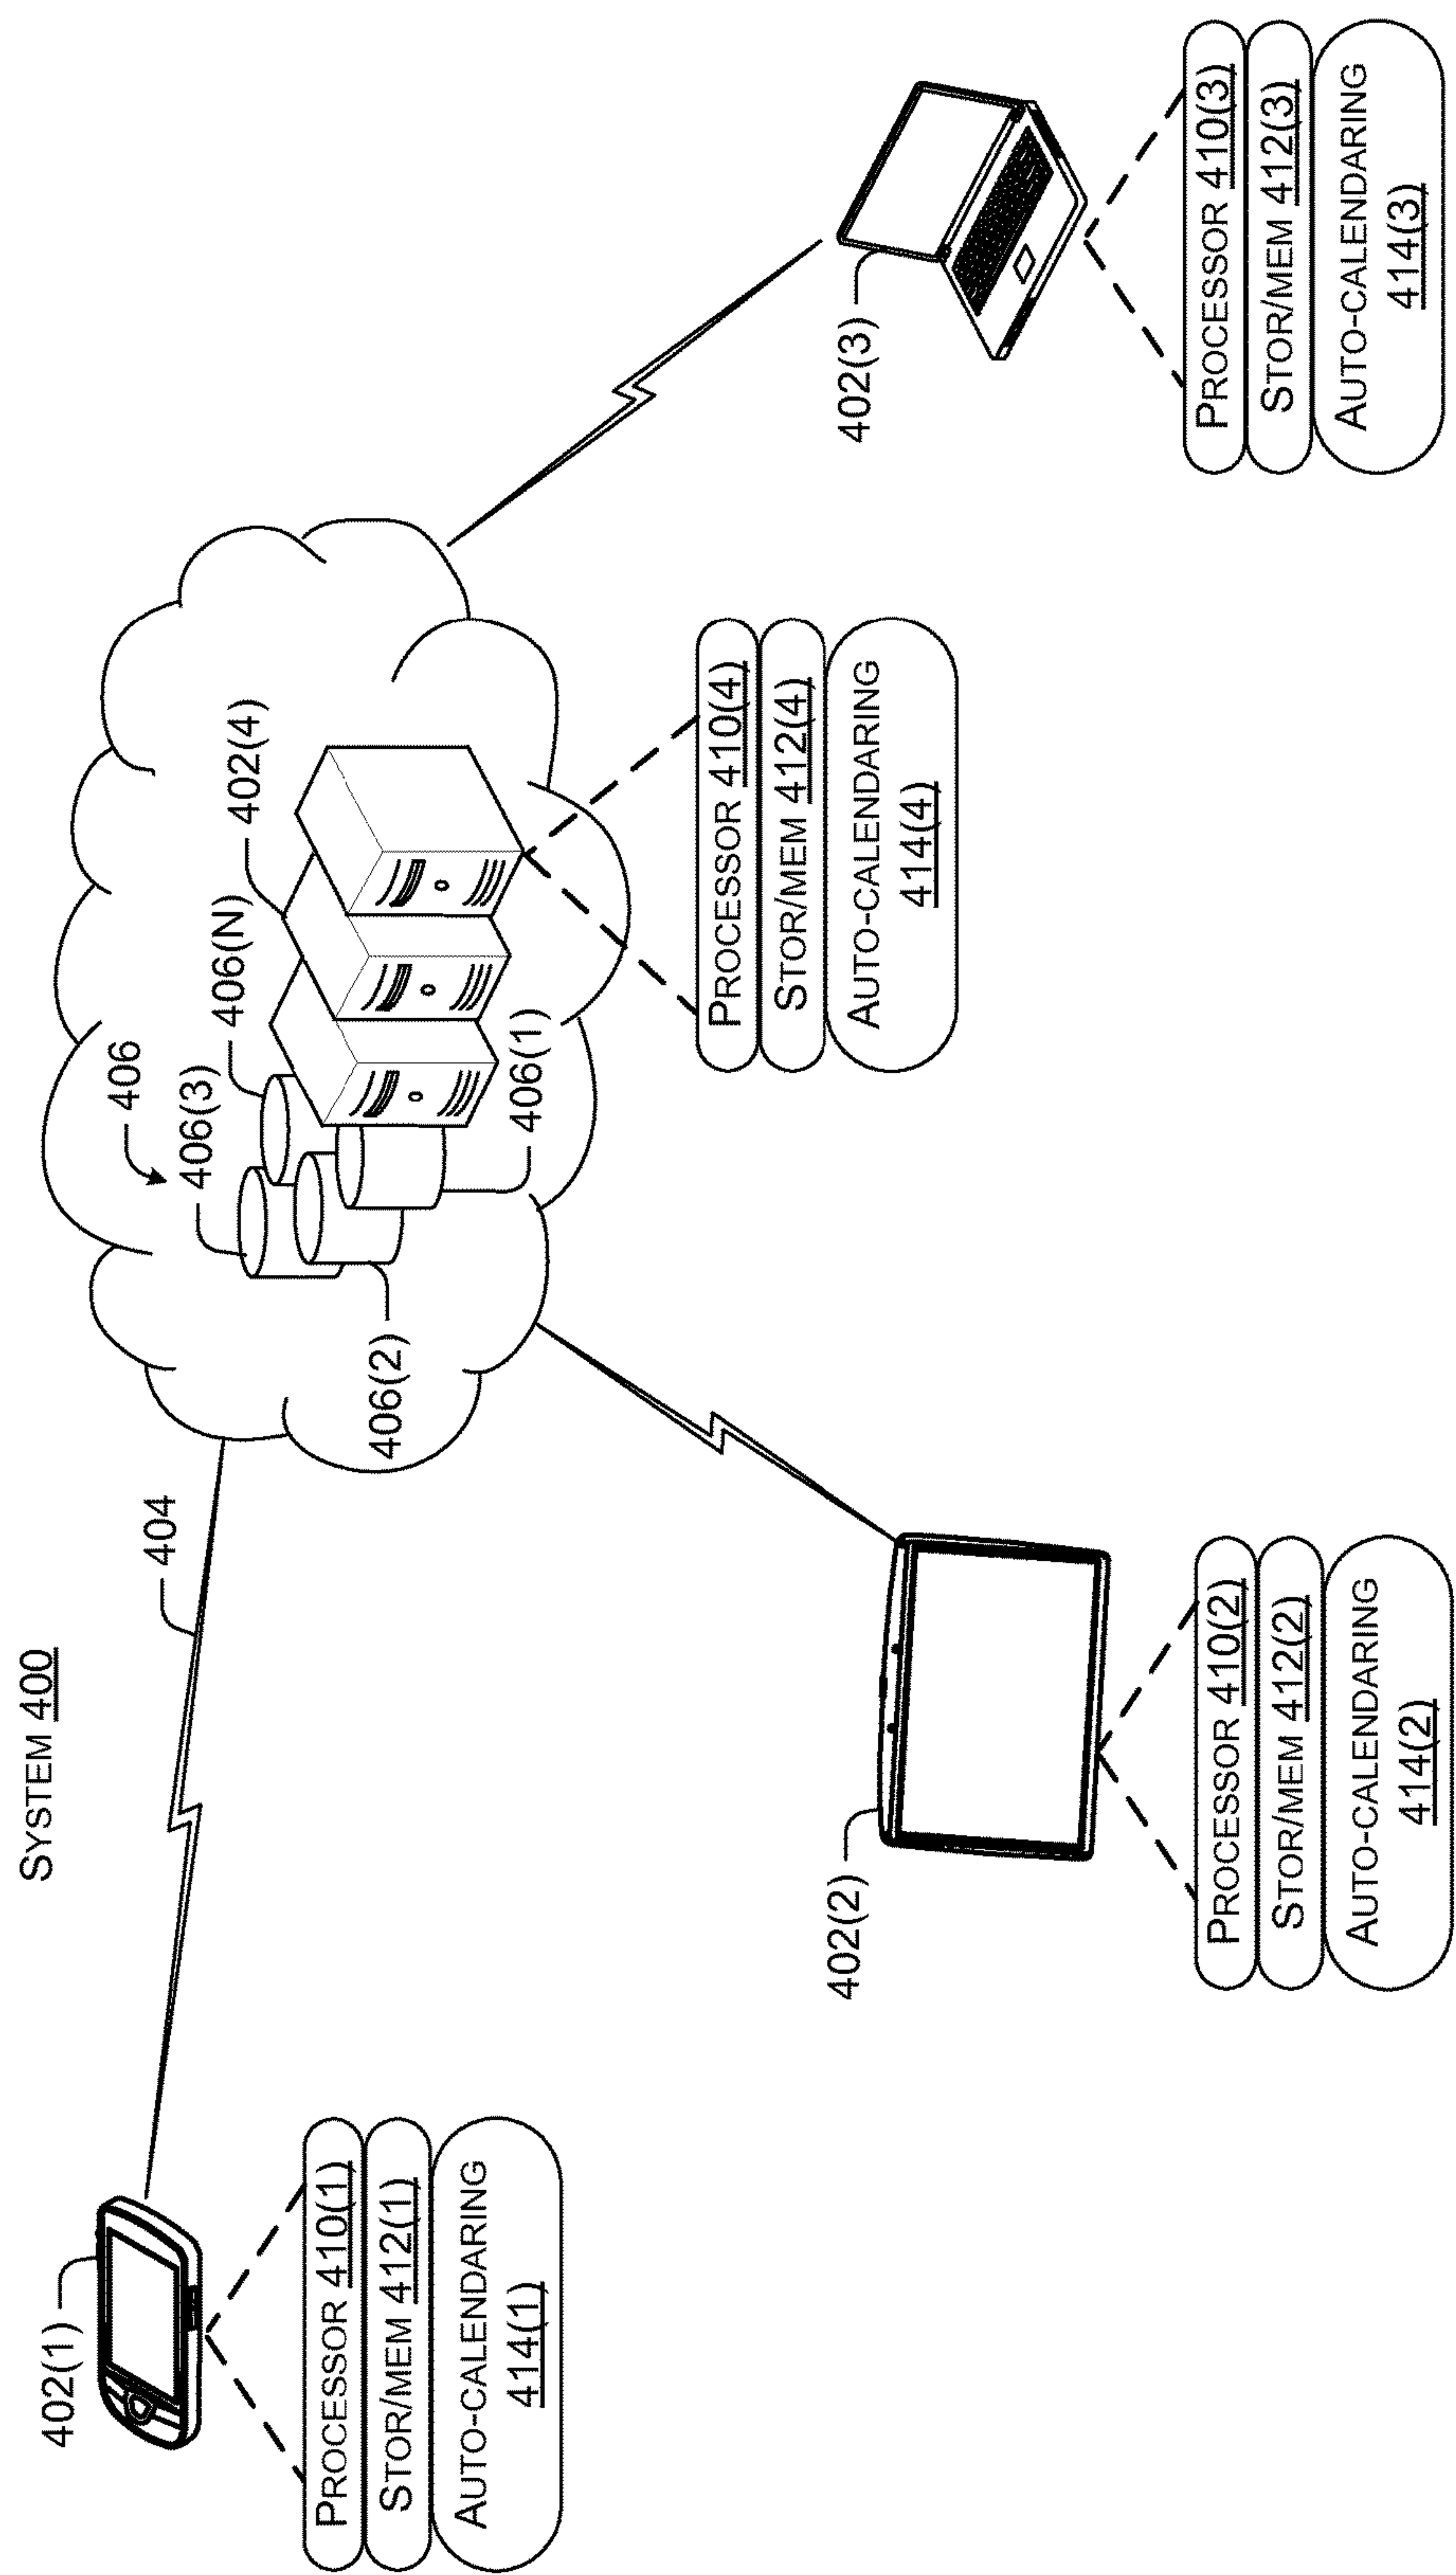 SYSTEM 400
402(1)
404
406
406(3)
406(N)
402(4)
406(2)
406(1)
PROCESSOR 410(1)
STOR/MEM 412(1)
AUTO-CALENDARING
414(1)
402(2)
PROCESSOR 410(2)
STOR/MEM 412(2)
AUTO-CALENDARING
414(2)
PROCESSOR 410(4)
STOR/MEM 412(4)
AUTO-CALENDARING
414(4)
402(3)
PROCESSOR 410(3)
STOR/MEM 412(3)
AUTO-CALENDARING
414(3)